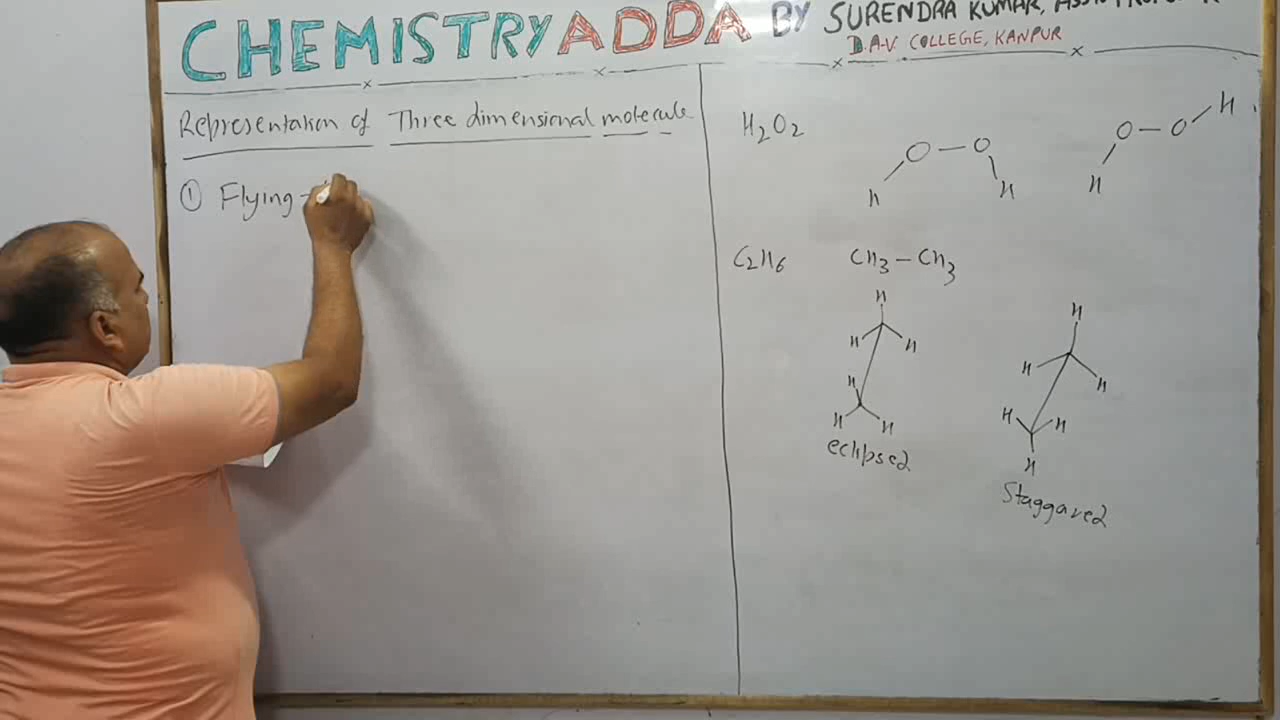 CHEMISTRY ADDA BY SURENDRA KUMAR,
D.A.V. COLLEGE, KANPUR
Representation of Three dimensional molecule
① Flying
H₂O₂
O — O
H H
O — O
H H
C₂H₆ CH₃ — CH₃
H
H H
H
H H
eclipsed
H
H H
H H
H
Staggared